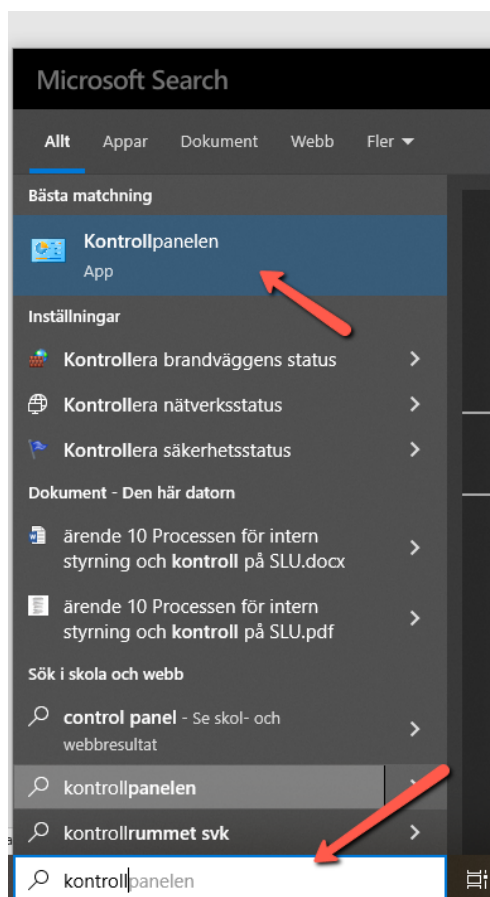 Microsoft Search
Allt Appar Dokument Webb Fler
Bästa matchning
Kontrollpanelen
App
Inställningar
Kontrollera brandväggens status
Kontrollera nätverksstatus
Kontrollera säkerhetsstatus
Dokument - Den här datorn
ärende 10 Processen för intern
styrning och kontroll på SLU.docx
ärende 10 Processen för intern
styrning och kontroll på SLU.pdf
Sök i skola och webb
control panel - Se skol- och
webbresultat
kontrollpanelen
kontrollrummet svk
kontrollpanelen